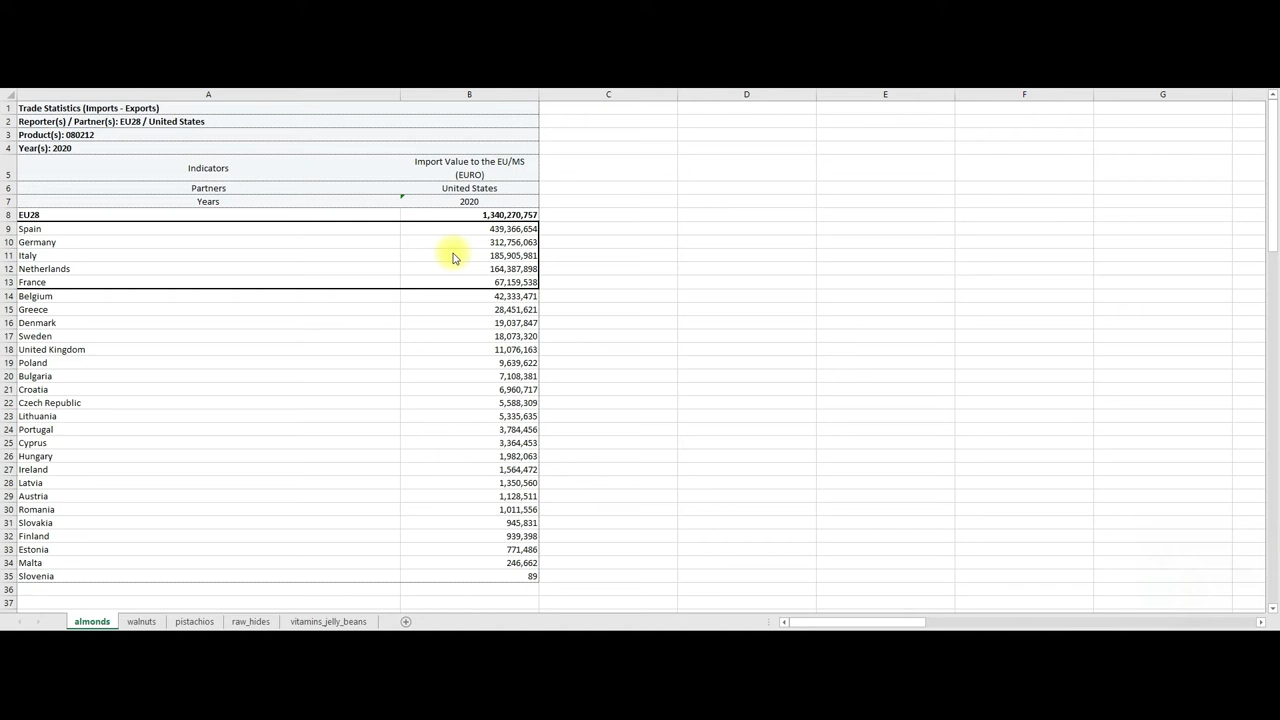 A B C D E F G
1 Trade Statistics (Imports - Exports)
2 Reporter(s) / Partner(s): EU28 / United States
3 Product(s): 080212
4 Year(s): 2020
5 Indicators Import Value to the EU/MS
(EURO)
6 Partners United States
7 Years 2020
8 EU28 1,340,270,757
9 Spain 439,366,654
10 Germany 312,756,063
11 Italy 185,905,981
12 Netherlands 164,387,898
13 France 67,159,538
14 Belgium 42,333,471
15 Greece 28,451,621
16 Denmark 19,037,847
17 Sweden 18,073,320
18 United Kingdom 11,076,163
19 Poland 9,639,622
20 Bulgaria 7,108,381
21 Croatia 6,960,717
22 Czech Republic 5,588,309
23 Lithuania 5,335,635
24 Portugal 3,784,456
25 Cyprus 3,364,453
26 Hungary 1,982,063
27 Ireland 1,564,472
28 Latvia 1,350,560
29 Austria 1,128,511
30 Romania 1,011,556
31 Slovakia 945,831
32 Finland 939,398
33 Estonia 771,486
34 Malta 246,662
35 Slovenia 89
36
37
almonds walnuts pistachios raw_hides vitamins_jelly_beans